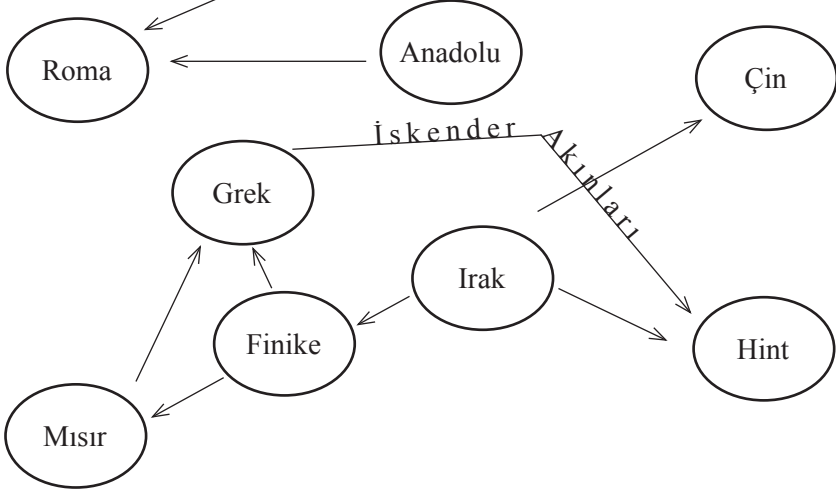 Anadolu
Roma
Çin
İskender Akınları
Grek
Irak
Finike
Hint
Mısır